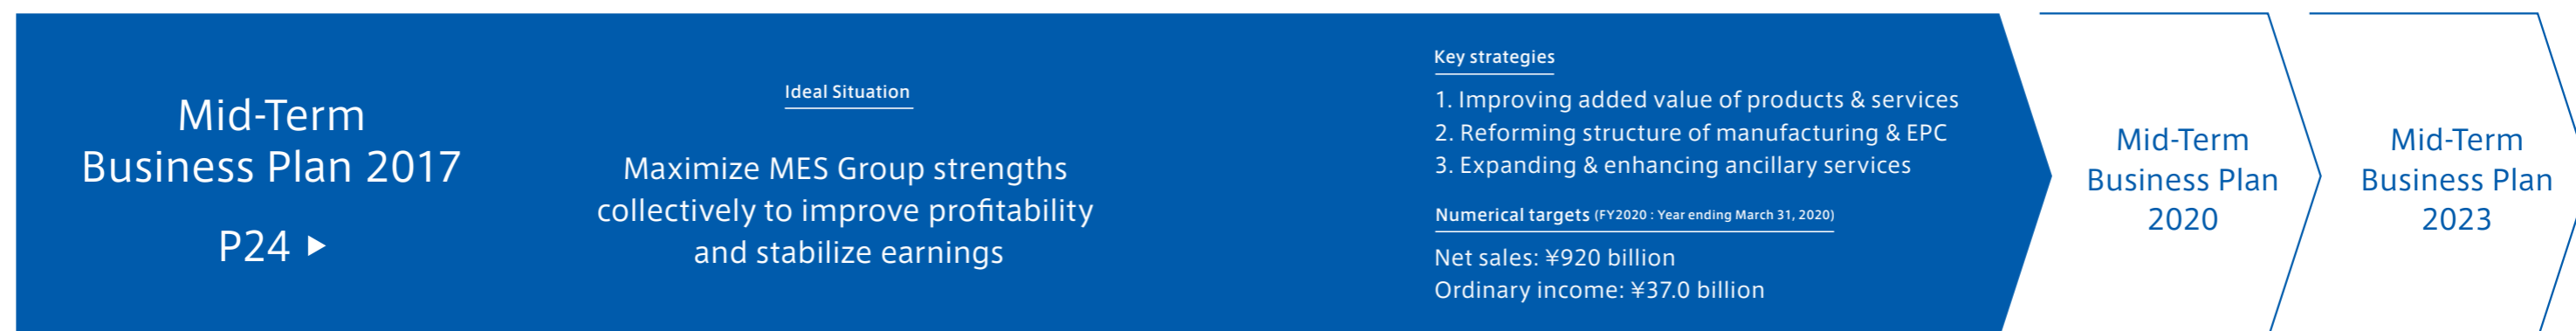 Mid-Term
Business Plan 2017
P24 ▶
Ideal Situation
Maximize MES Group strengths
collectively to improve profitability
and stabilize earnings
Key strategies
1. Improving added value of products & services
2. Reforming structure of manufacturing & EPC
3. Expanding & enhancing ancillary services
Numerical targets (FY2020 : Year ending March 31, 2020)
Net sales: ¥920 billion
Ordinary income: ¥37.0 billion
Mid-Term
Business Plan
2020
Mid-Term
Business Plan
2023